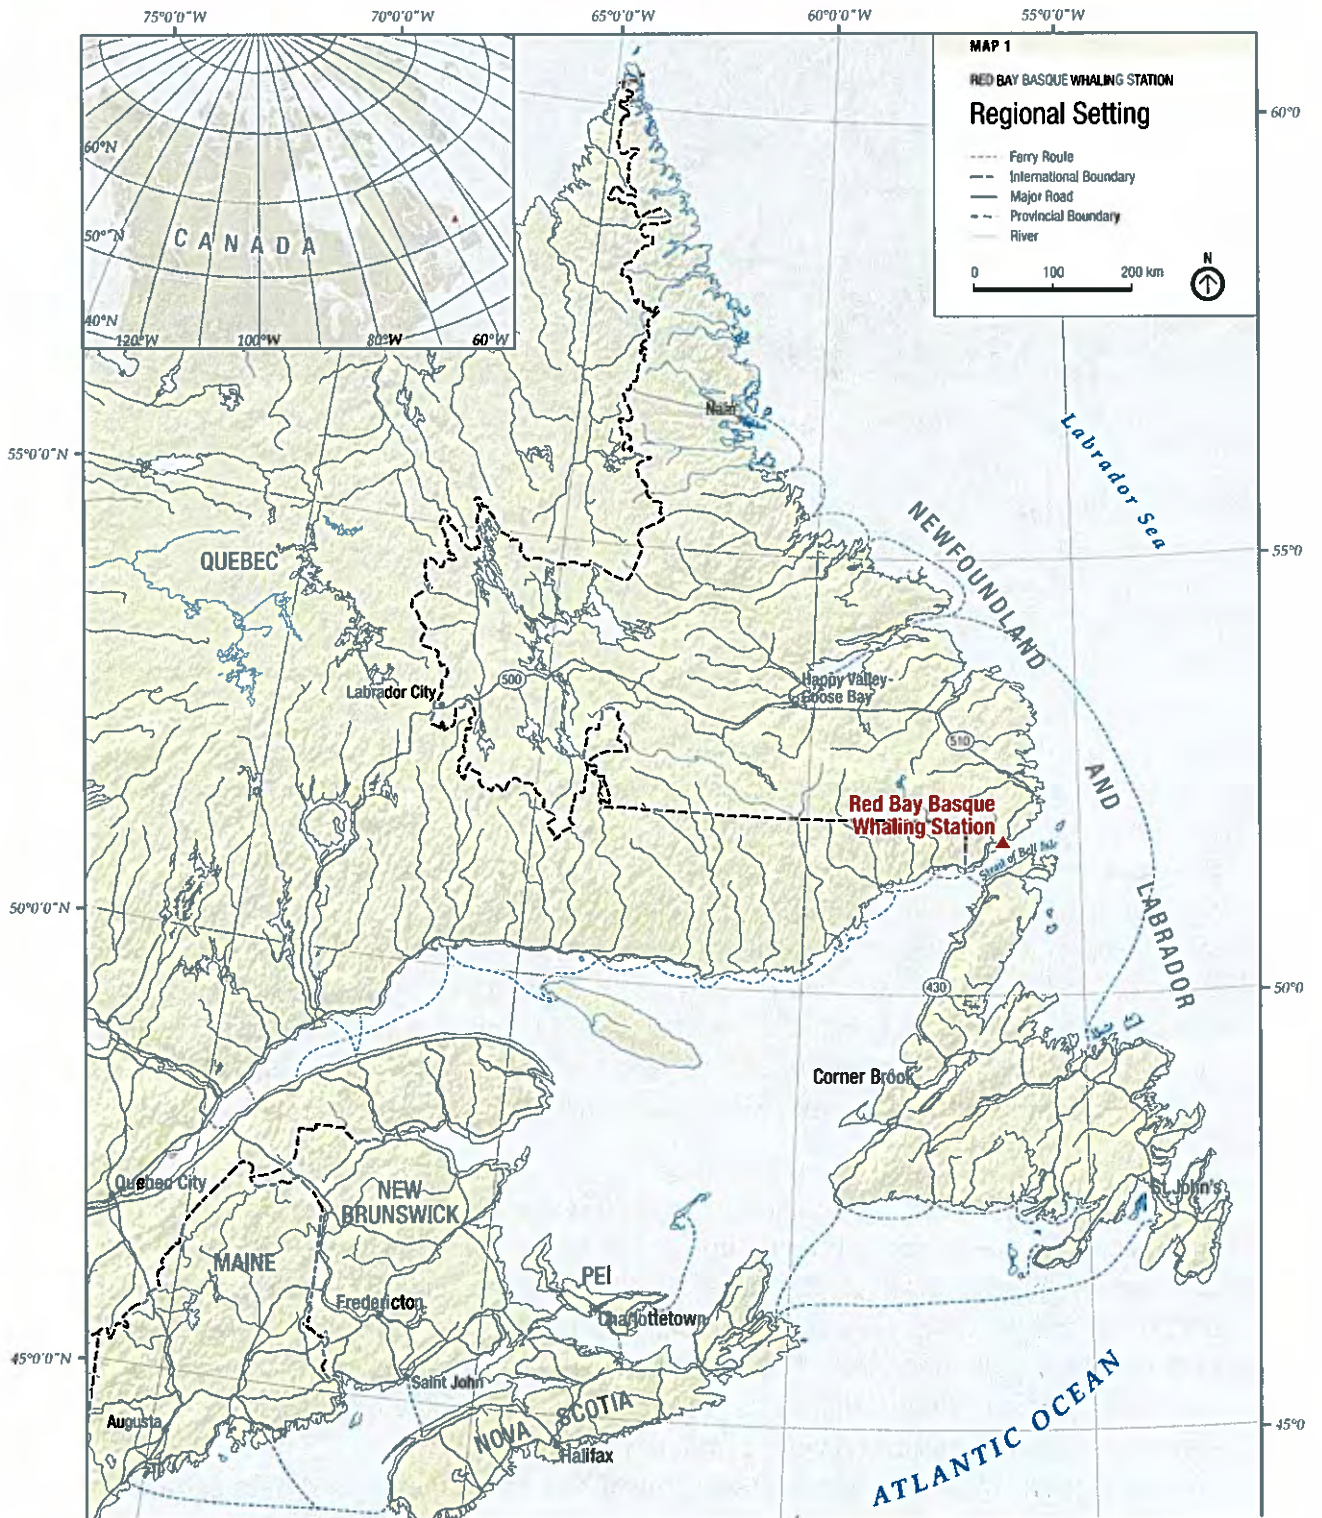 75°0'0"W
70°0'0"W
65°0'0"W
60°0'0"W
55°0'0"W
MAP 1
RED BAY BASQUE WHALING STATION
Regional Setting
Ferry Route
International Boundary
Major Road
Provincial Boundary
River
0 100 200 km
N
60°N
50°N
40°N
CANADA
120°W
100°W
80°W
60°W
60°0
55°0'0"N
55°0
50°0'0"N
50°0
45°0'0"N
45°0
Nain
Labrador Sea
NEWFOUNDLAND
AND
LABRADOR
QUEBEC
Labrador City
500
Happy Valley-
Goose Bay
510
Red Bay Basque
Whaling Station
Strait of Bell Isle
430
Corner Brook
St. John's
Quebec City
NEW
BRUNSWICK
MAINE
PEI
Fredericton
Charlottetown
Saint John
Augusta
NOVA
SCOTIA
Halifax
ATLANTIC OCEAN